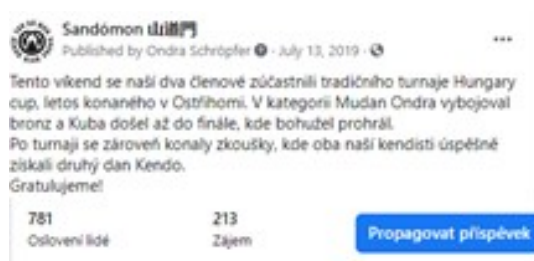 Sandómon 山道門
Published by Ondra Schröpfer · July 13, 2019 ·
Tento víkend se naši dva členové zúčastnili tradičního turnaje Hungary
cup, letos konaného v Ostřihomi. V kategorii Mudan Ondra vybojoval
bronz a Kuba došel až do finále, kde bohužel prohrál.
Po turnaji se zároveň konaly zkoušky, kde oba naší kendisti úspěšně
získali druhý dan Kendo.
Gratulujeme!
781
213
Oslovení lidé
Zájem
Propagovat příspěvek